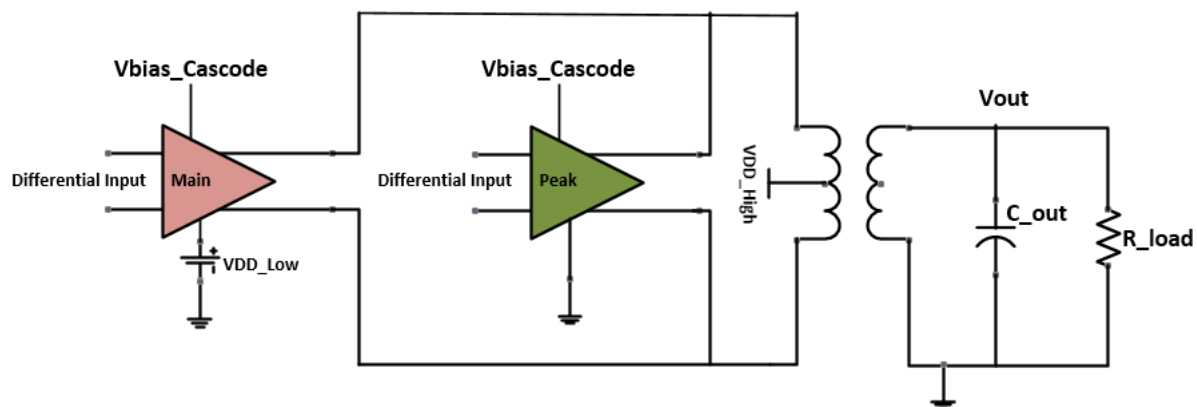 Vbias_Cascode
Vbias_Cascode
Vout
Differential Input
Main
Differential Input
Peak
VDD_High
C_out
R_load
+
-
VDD_Low